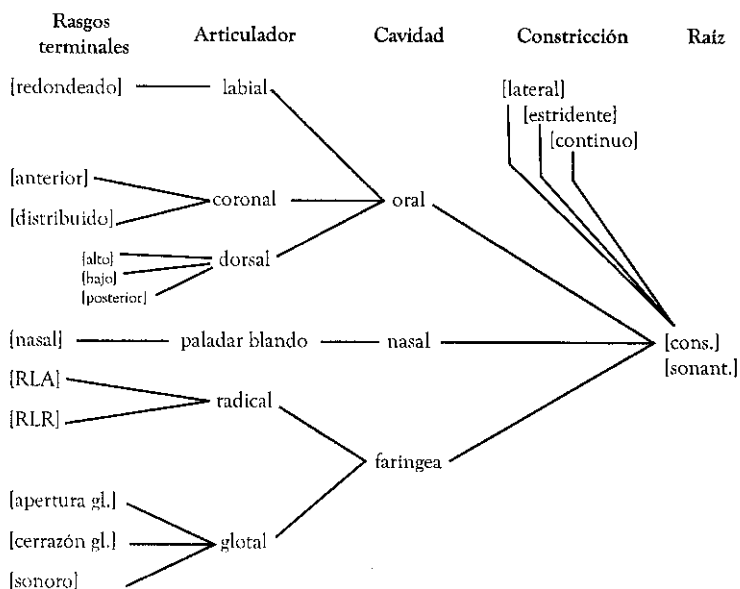 Rasgos terminales Articulador Cavidad Constricción Raíz
[redondeado] labial [lateral]
[estridente]
[continuo]
[anterior]
coronal oral
[distribuido]
[alto] dorsal
[bajo]
[posterior]
[nasal] paladar blando nasal [cons.]
[sonant.]
[RLA]
radical
[RLR]
faríngea
[apertura gl.]
[cerrazón gl.] glotal
[sonoro]